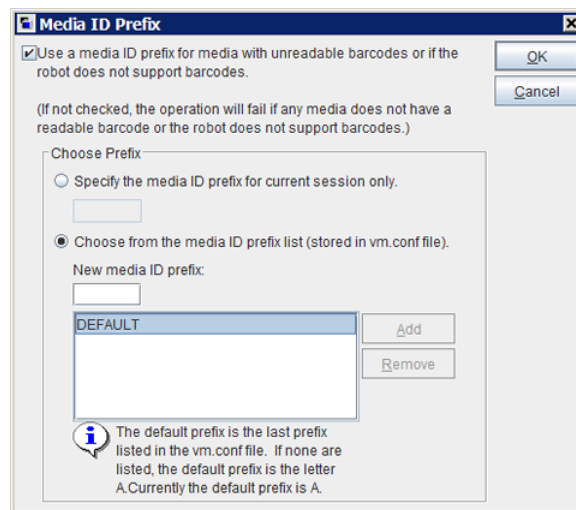 Media ID Prefix
Use a media ID prefix for media with unreadable barcodes or if the
robot does not support barcodes.
OK
Cancel
(If not checked, the operation will fail if any media does not have a
readable barcode or the robot does not support barcodes.)
Choose Prefix
Specify the media ID prefix for current session only.
Choose from the media ID prefix list (stored in vm.conf file).
New media ID prefix:
DEFAULT
Add
Remove
The default prefix is the last prefix
listed in the vm.conf file. If none are
listed, the default prefix is the letter
A.Currently the default prefix is A.